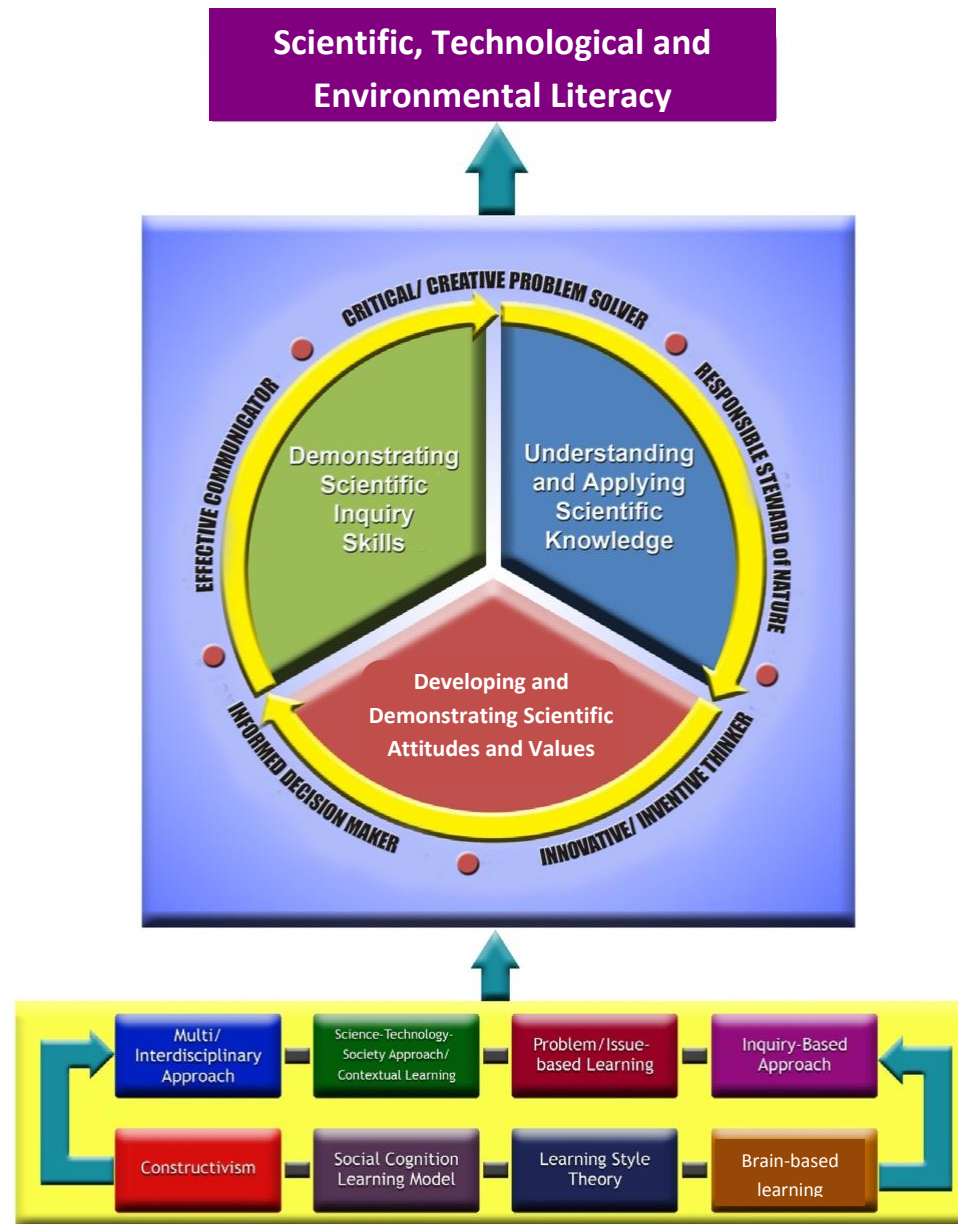 Scientific, Technological and
Environmental Literacy
CRITICAL/ CREATIVE PROBLEM SOLVER
RESPONSIBLE STEWARD of NATURE
INNOVATIVE/ INVENTIVE THINKER
INFORMED DECISION MAKER
EFFECTIVE COMMUNICATOR
Demonstrating
Scientific
Inquiry
Skills
Understanding
and Applying
Scientific
Knowledge
Developing and
Demonstrating Scientific
Attitudes and Values
Multi/
Interdisciplinary
Approach
Science-Technology-
Society Approach/
Contextual Learning
Problem/Issue-
based Learning
Inquiry-Based
Approach
Constructivism
Social Cognition
Learning Model
Learning Style
Theory
Brain-based
learning